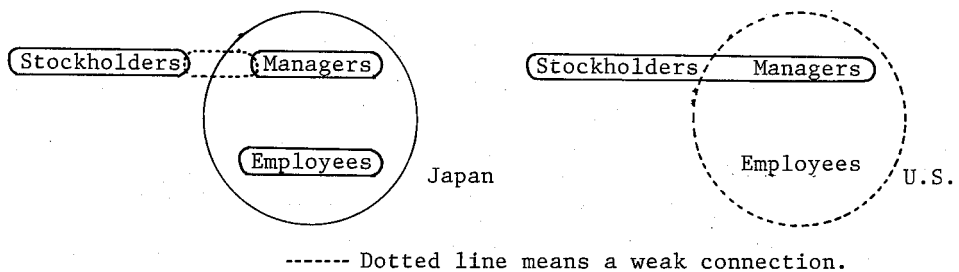 Stockholders Managers Stockholders Managers
Employees Employees
Japan U.S.
------- Dotted line means a weak connection.